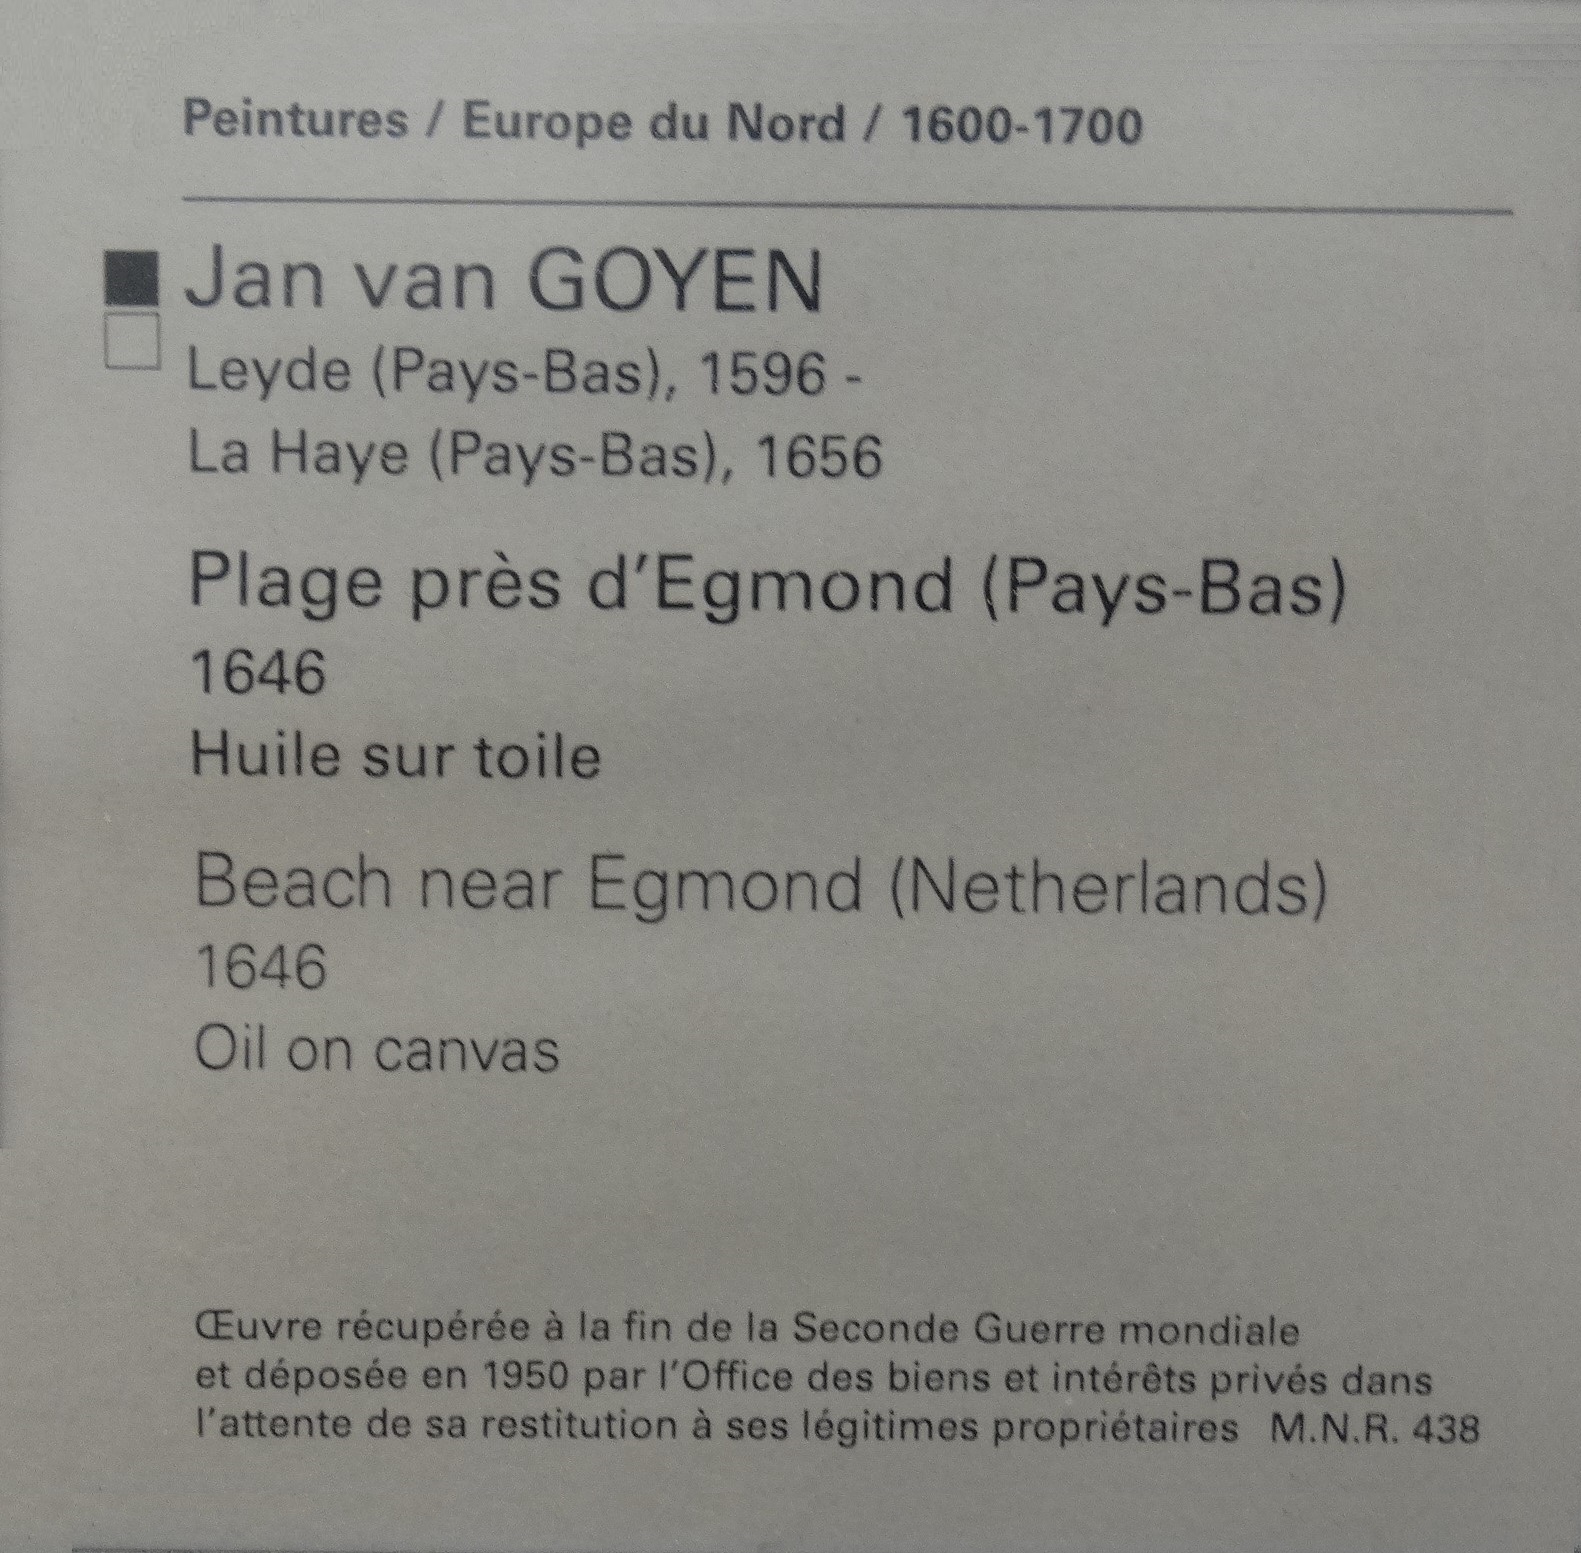 Peintures / Europe du Nord / 1600-1700
Jan van GOYEN
Leyde (Pays-Bas), 1596 -
La Haye (Pays-Bas), 1656
Plage près d'Egmond (Pays-Bas)
1646
Huile sur toile
Beach near Egmond (Netherlands)
1646
Oil on canvas
Œuvre récupérée à la fin de la Seconde Guerre mondiale
et déposée en 1950 par l'Office des biens et intérêts privés dans
l'attente de sa restitution à ses légitimes propriétaires M.N.R. 438